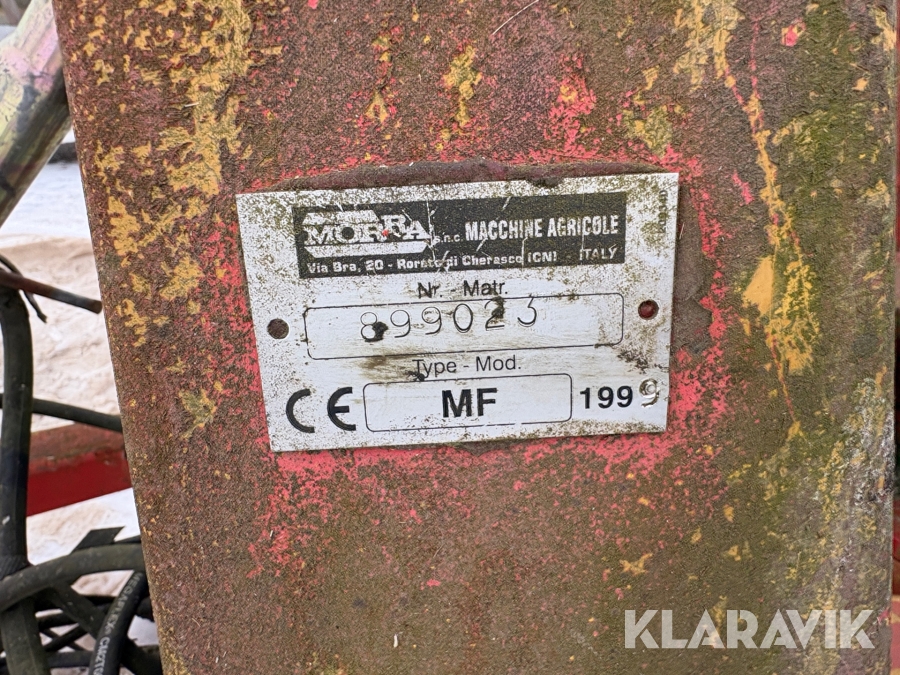 MORRA s.n.c. MACCHINE AGRICOLE
Via Bra, 20 - Roreto di Cherasco (CN) - ITALY
Nr. - Matr.
899023
Type - Mod.
CE MF 1999
KLARAVIK